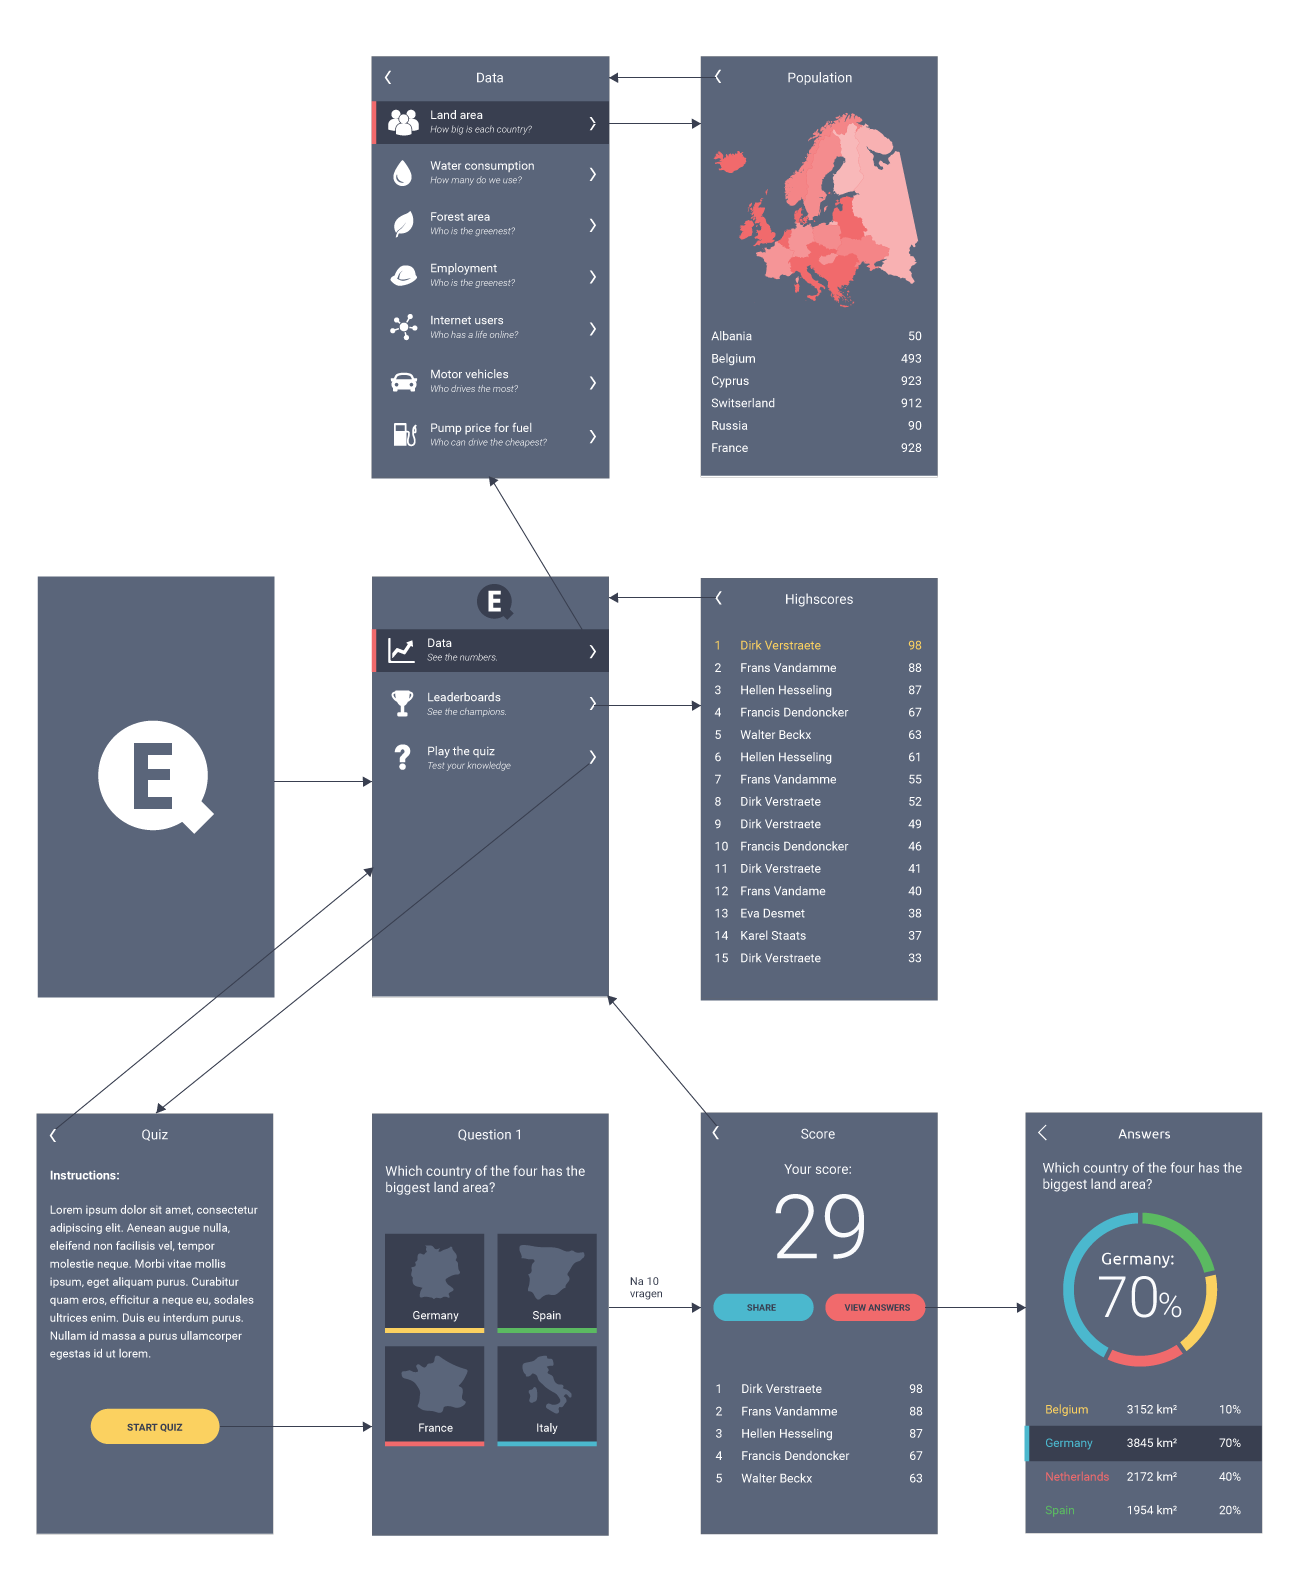 Data
Land area
How big is each country?
Water consumption
How many do we use?
Forest area
Who is the greenest?
Employment
Who is the greenest?
Internet users
Who has a life online?
Motor vehicles
Who drives the most?
Pump price for fuel
Who can drive the cheapest?
Population
Albania 50
Belgium 493
Cyprus 923
Switserland 912
Russia 90
France 928
E
E
Data
See the numbers.
Leaderboards
See the champions.
Play the quiz
Test your knowledge
Highscores
1 Dirk Verstraete 98
2 Frans Vandamme 88
3 Hellen Hesseling 87
4 Francis Dendoncker 67
5 Walter Beckx 63
6 Hellen Hesseling 61
7 Frans Vandamme 55
8 Dirk Verstraete 52
9 Dirk Verstraete 49
10 Francis Dendoncker 46
11 Dirk Verstraete 41
12 Frans Vandame 40
13 Eva Desmet 38
14 Karel Staats 37
15 Dirk Verstraete 33
Quiz
Instructions:
Lorem ipsum dolor sit amet, consectetur
adipiscing elit. Aenean augue nulla,
eleifend non facilisis vel, tempor
molestie neque. Morbi vitae mollis
ipsum, eget aliquam purus. Curabitur
quam eros, efficitur a neque eu, sodales
ultrices enim. Duis eu interdum purus.
Nullam id massa a purus ullamcorper
egestas id ut lorem.
START QUIZ
Question 1
Which country of the four has the
biggest land area?
Germany
Spain
France
Italy
Na 10
vragen
Score
Your score:
29
SHARE
VIEW ANSWERS
1 Dirk Verstraete 98
2 Frans Vandamme 88
3 Hellen Hesseling 87
4 Francis Dendoncker 67
5 Walter Beckx 63
Answers
Which country of the four has the
biggest land area?
Germany:
70%
Belgium 3152 km² 10%
Germany 3845 km² 70%
Netherlands 2172 km² 40%
Spain 1954 km² 20%